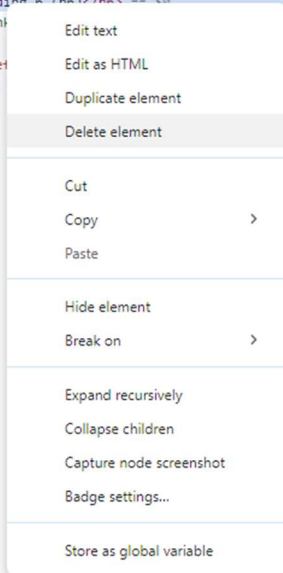 Edit text
Edit as HTML
Duplicate element
Delete element
Cut
Copy
Paste
Hide element
Break on
Expand recursively
Collapse children
Capture node screenshot
Badge settings...
Store as global variable